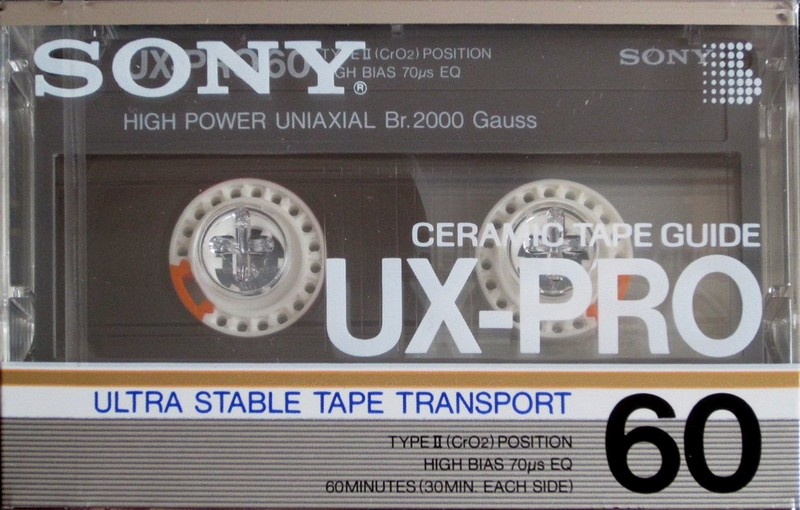 SONY®
UX-PRO 60
TYPE II (CrO2) POSITION
HIGH BIAS 70µs EQ
SONY
HIGH POWER UNIAXIAL Br.2000 Gauss
CERAMIC TAPE GUIDE
UX-PRO
ULTRA STABLE TAPE TRANSPORT
60
TYPE II (CrO2) POSITION
HIGH BIAS 70µs EQ
60MINUTES (30MIN. EACH SIDE)